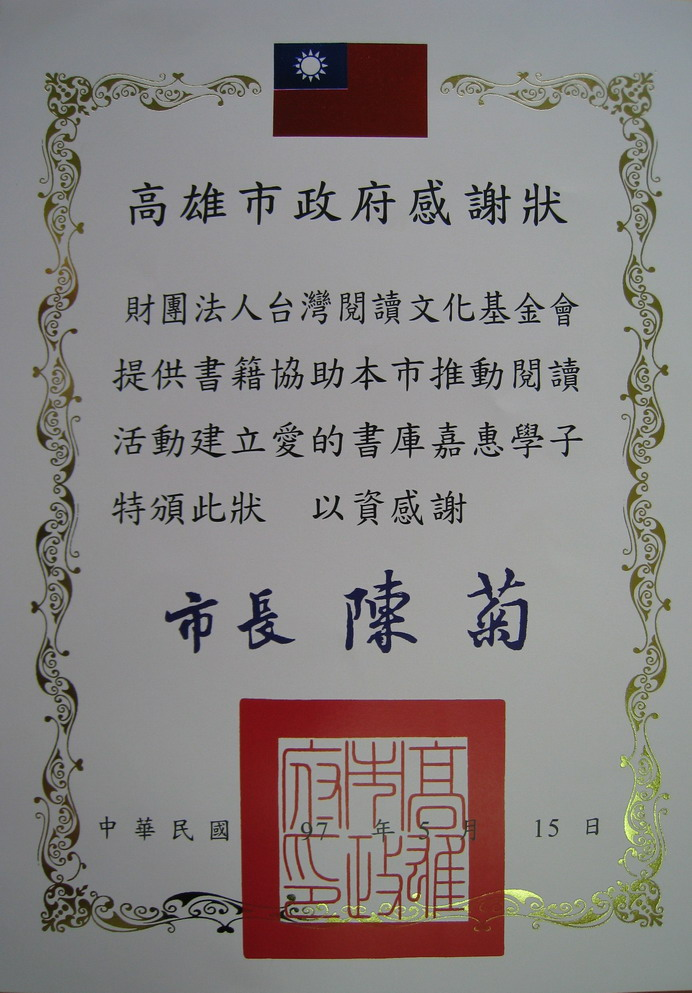 高雄市政府感謝狀
財團法人台灣閱讀文化基金會
提供書籍協助本市推動閱讀
活動建立愛的書庫嘉惠學子
特頒此狀　以資感謝
市長 陳菊
高雄市政府印
中華民國 97 年 5 月 15 日